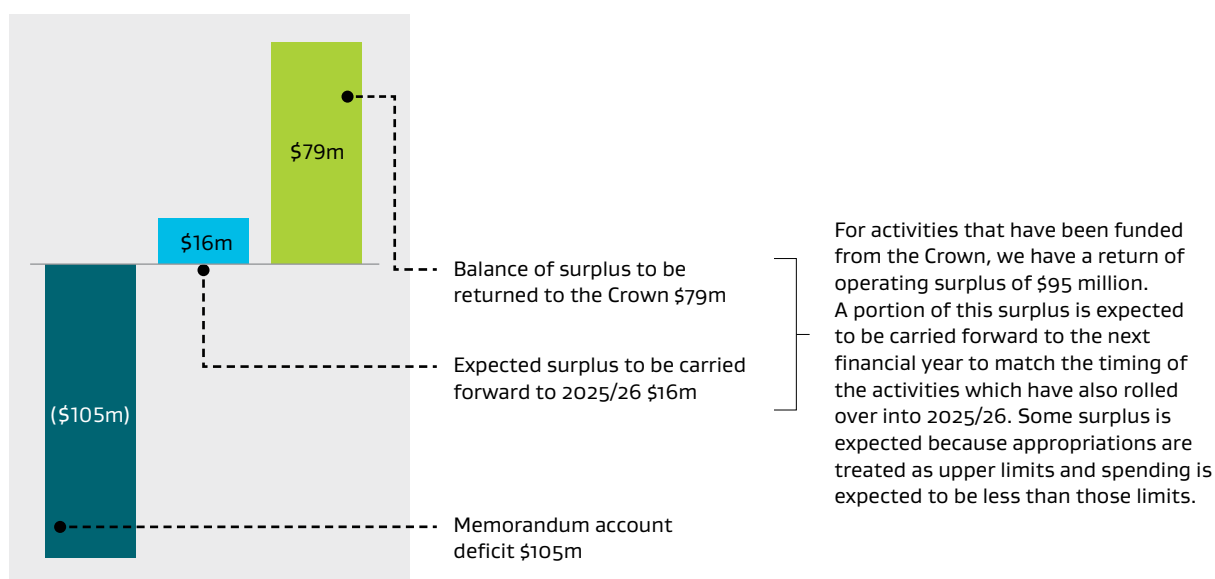 $79m
$16m
($105m)
Balance of surplus to be
returned to the Crown $79m
Expected surplus to be carried
forward to 2025/26 $16m
Memorandum account
deficit $105m
For activities that have been funded
from the Crown, we have a return of
operating surplus of $95 million.
A portion of this surplus is expected
to be carried forward to the next
financial year to match the timing of
the activities which have also rolled
over into 2025/26. Some surplus is
expected because appropriations are
treated as upper limits and spending is
expected to be less than those limits.